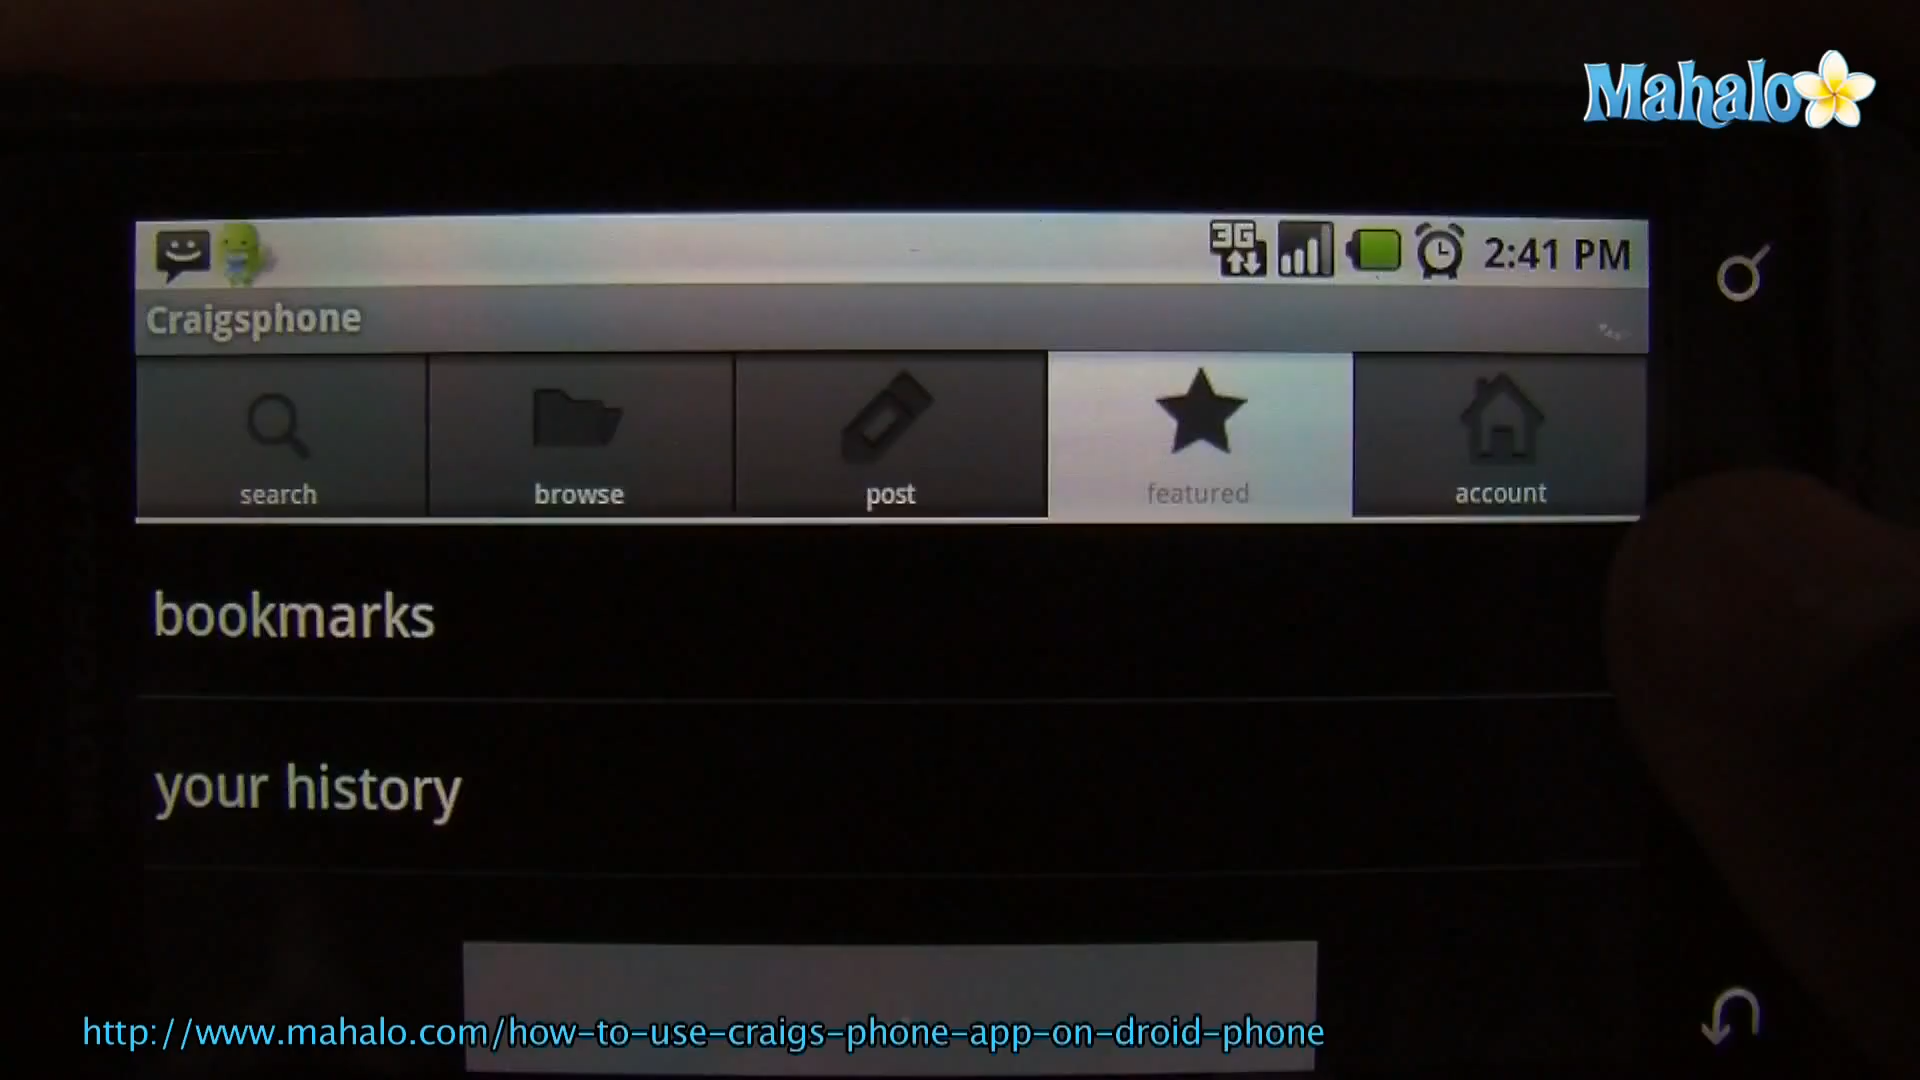 Mahalo
3G 2:41 PM
Craigsphone
search browse post featured account
bookmarks
your history
http://www.mahalo.com/how-to-use-craigs-phone-app-on-droid-phone